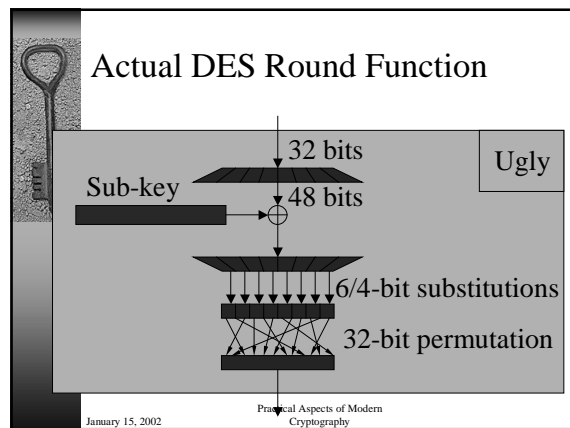 Actual DES Round Function
32 bits
Ugly
Sub-key
48 bits
6/4-bit substitutions
32-bit permutation
January 15, 2002
Practical Aspects of Modern
Cryptography